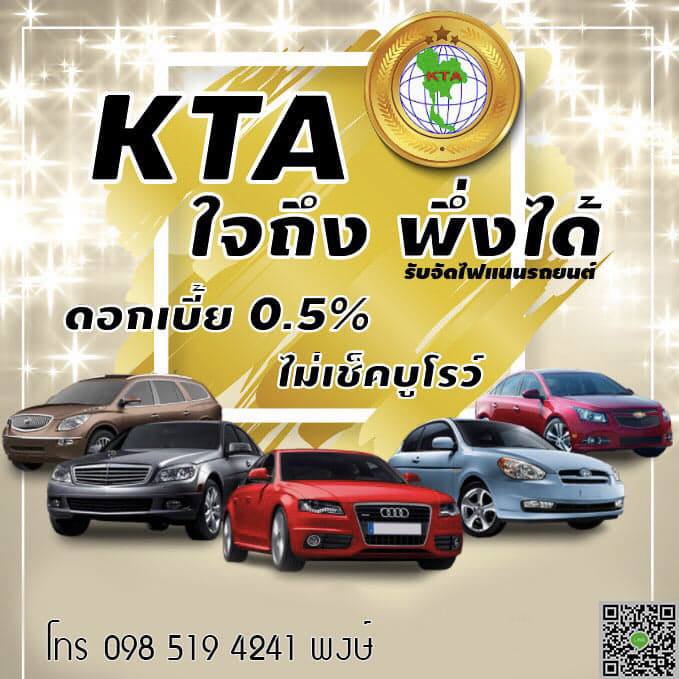 KTA
KTA
ใจถึง พึ่งได้
รับจัดไฟแนนรถยนต์
ดอกเบี้ย 0.5%
ไม่เช็คบูโรว์
โทร 098 519 4241 พงษ์
LINE